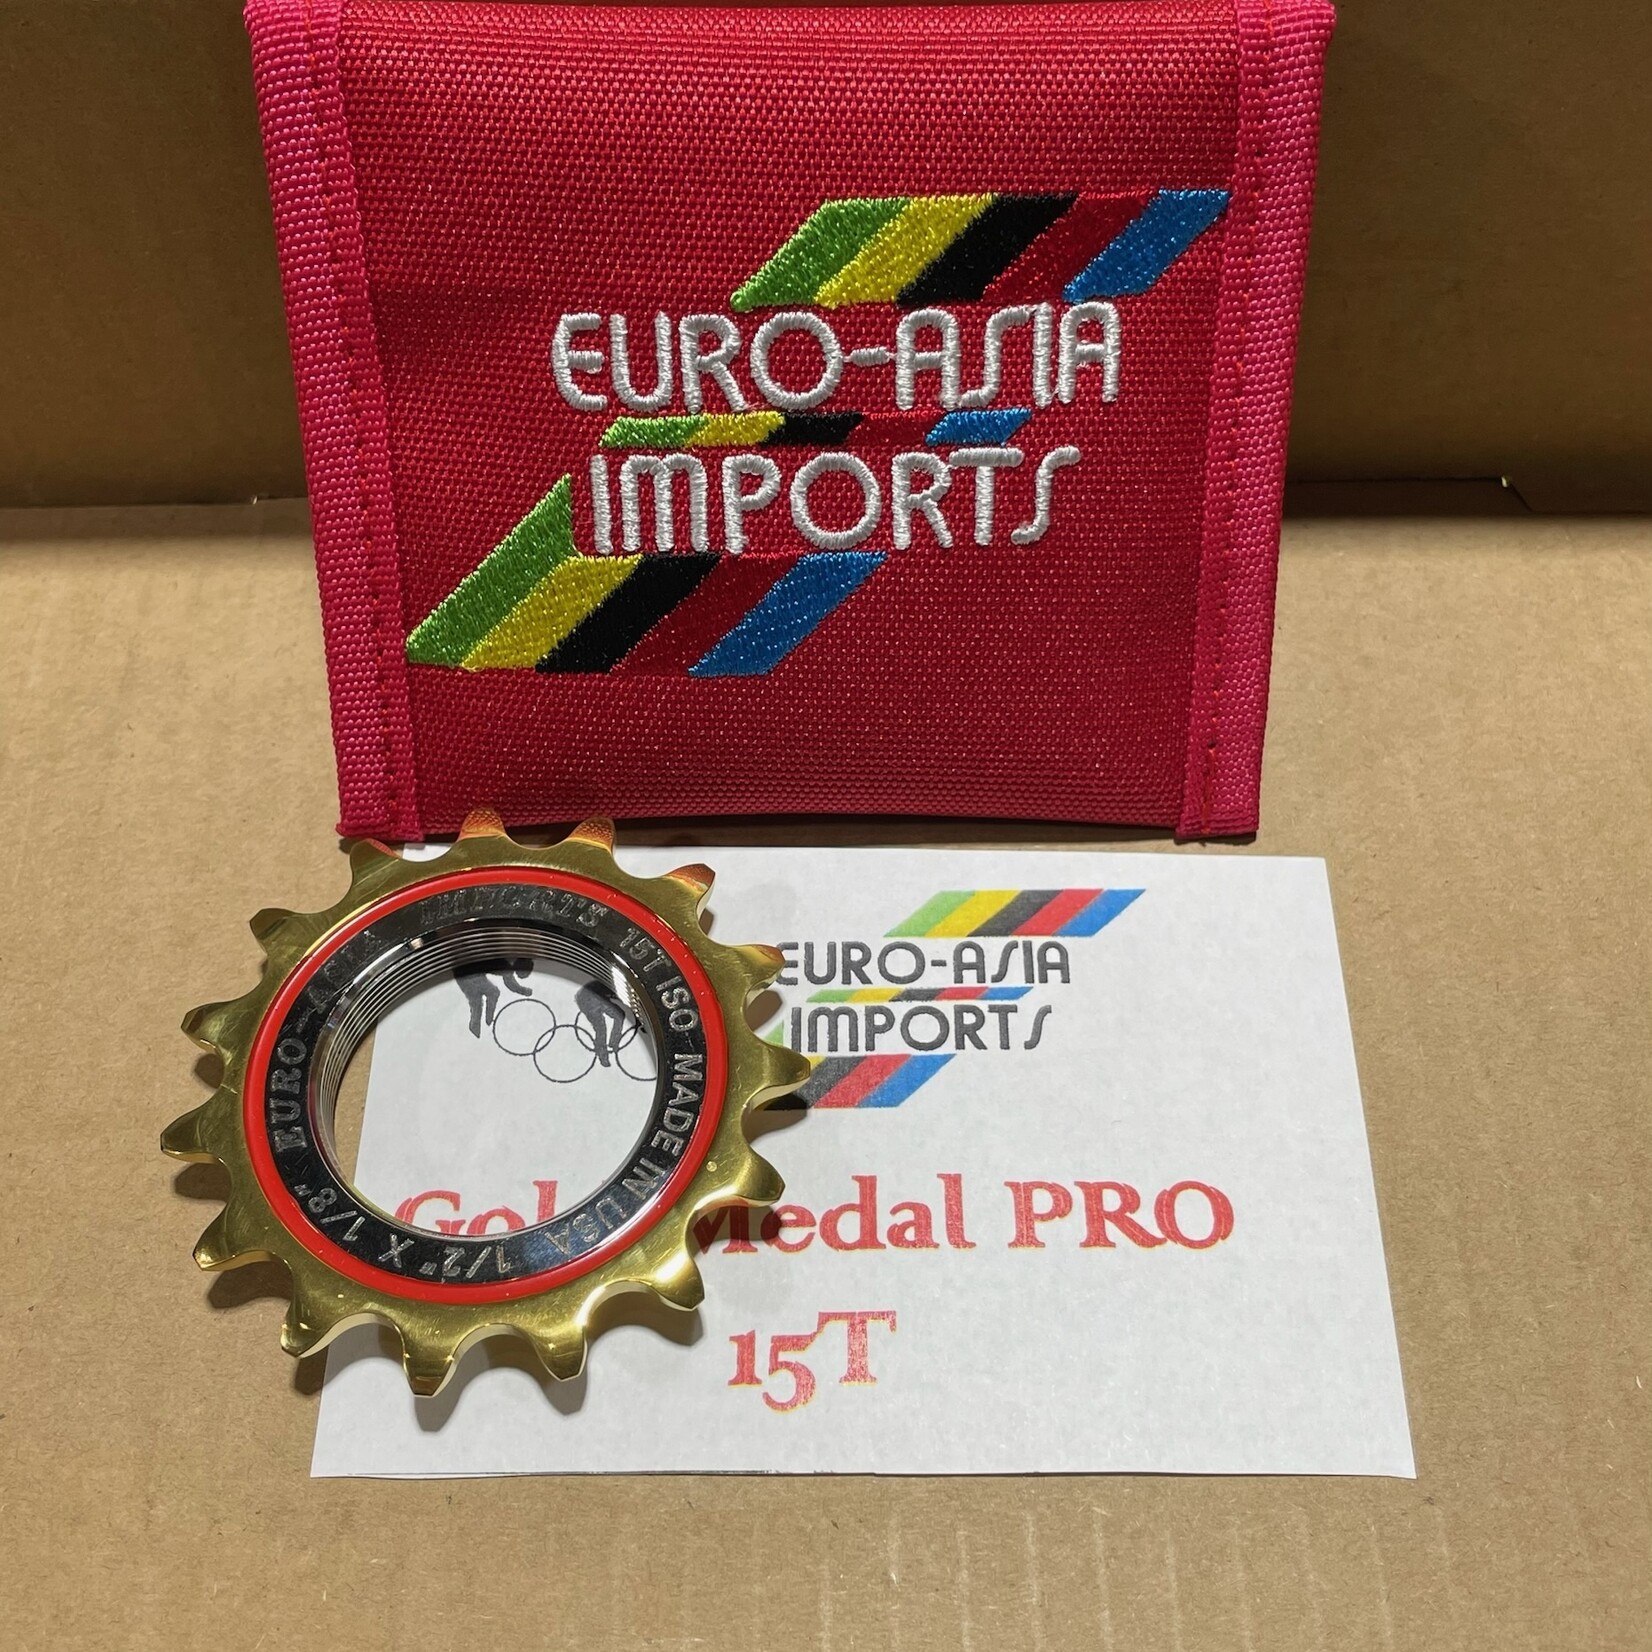 EURO-ASIA
IMPORTS
EURO-ASIA IMPORTS 15T ISO MADE IN USA 1/2" X 1/8"
EURO-ASIA
IMPORTS
Gold Medal PRO
15T